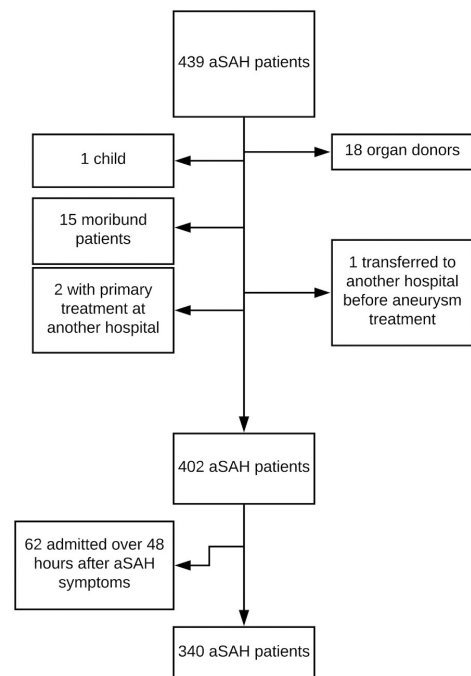 439 aSAH patients
1 child
18 organ donors
15 moribund
patients
2 with primary
treatment at
another hospital
1 transferred to
another hospital
before aneurysm
treatment
402 aSAH patients
62 admitted over 48
hours after aSAH
symptoms
340 aSAH patients